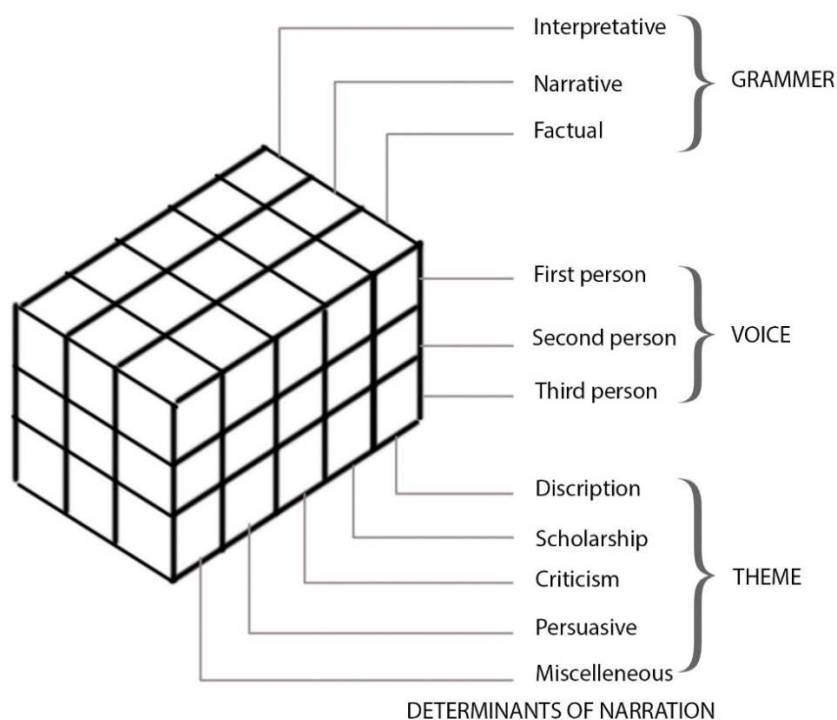 Interpretative
Narrative
Factual
GRAMMER
First person
Second person
Third person
VOICE
Discription
Scholarship
Criticism
Persuasive
Miscelleneous
THEME
DETERMINANTS OF NARRATION